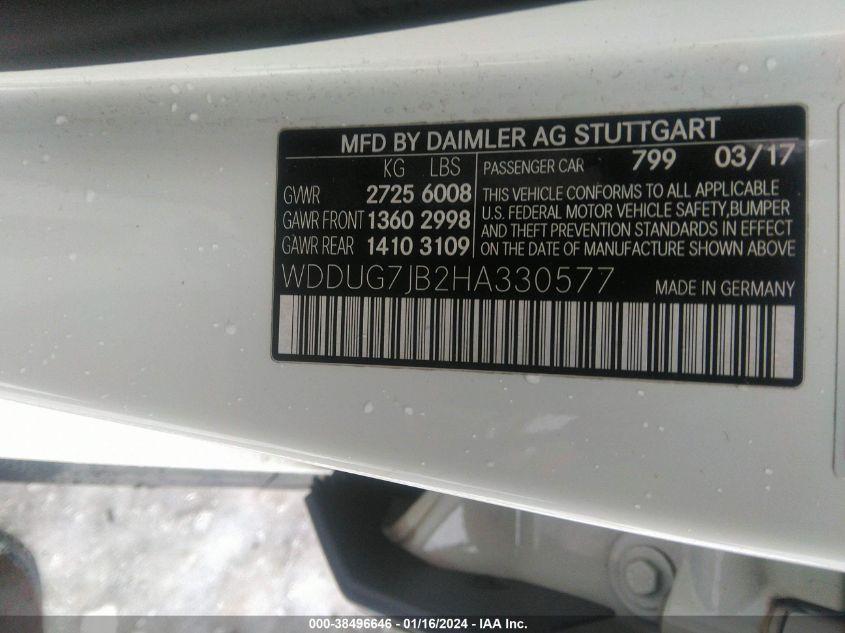 MFD BY DAIMLER AG STUTTGART
KG LBS PASSENGER CAR 799 03/17
GVWR 2725 6008
GAWR FRONT 1360 2998
GAWR REAR 1410 3109
THIS VEHICLE CONFORMS TO ALL APPLICABLE
U.S. FEDERAL MOTOR VEHICLE SAFETY,BUMPER
AND THEFT PREVENTION STANDARDS IN EFFECT
ON THE DATE OF MANUFACTURE SHOWN ABOVE
WDDUG7JB2HA330577 MADE IN GERMANY
000-38496646 - 01/16/2024 - IAA Inc.